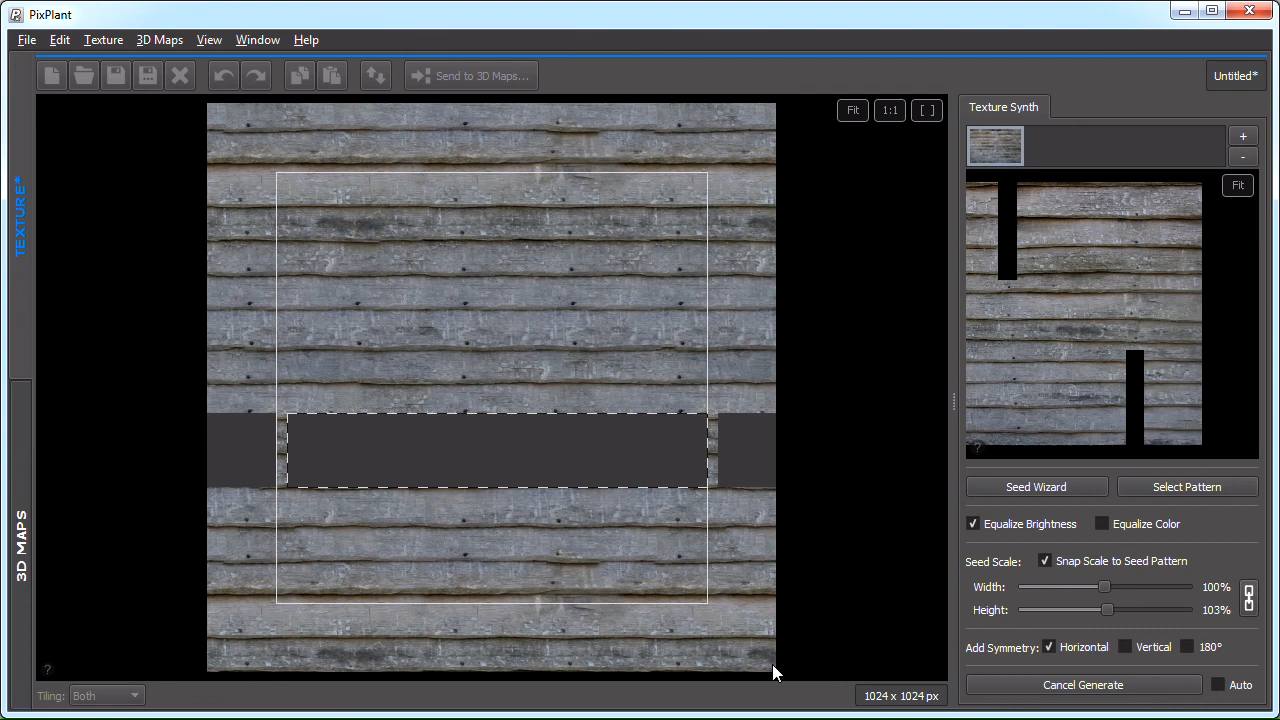 PixPlant
File Edit Texture 3D Maps View Window Help
Send to 3D Maps...
Untitled*
TEXTURE*
3D MAPS
Fit 1:1 [ ]
?
Tiling: Both
1024 x 1024 px
Texture Synth
+
-
Fit
?
Seed Wizard Select Pattern
Equalize Brightness Equalize Color
Seed Scale: Snap Scale to Seed Pattern
Width: 100%
Height: 103%
Add Symmetry: Horizontal Vertical 180°
Cancel Generate Auto